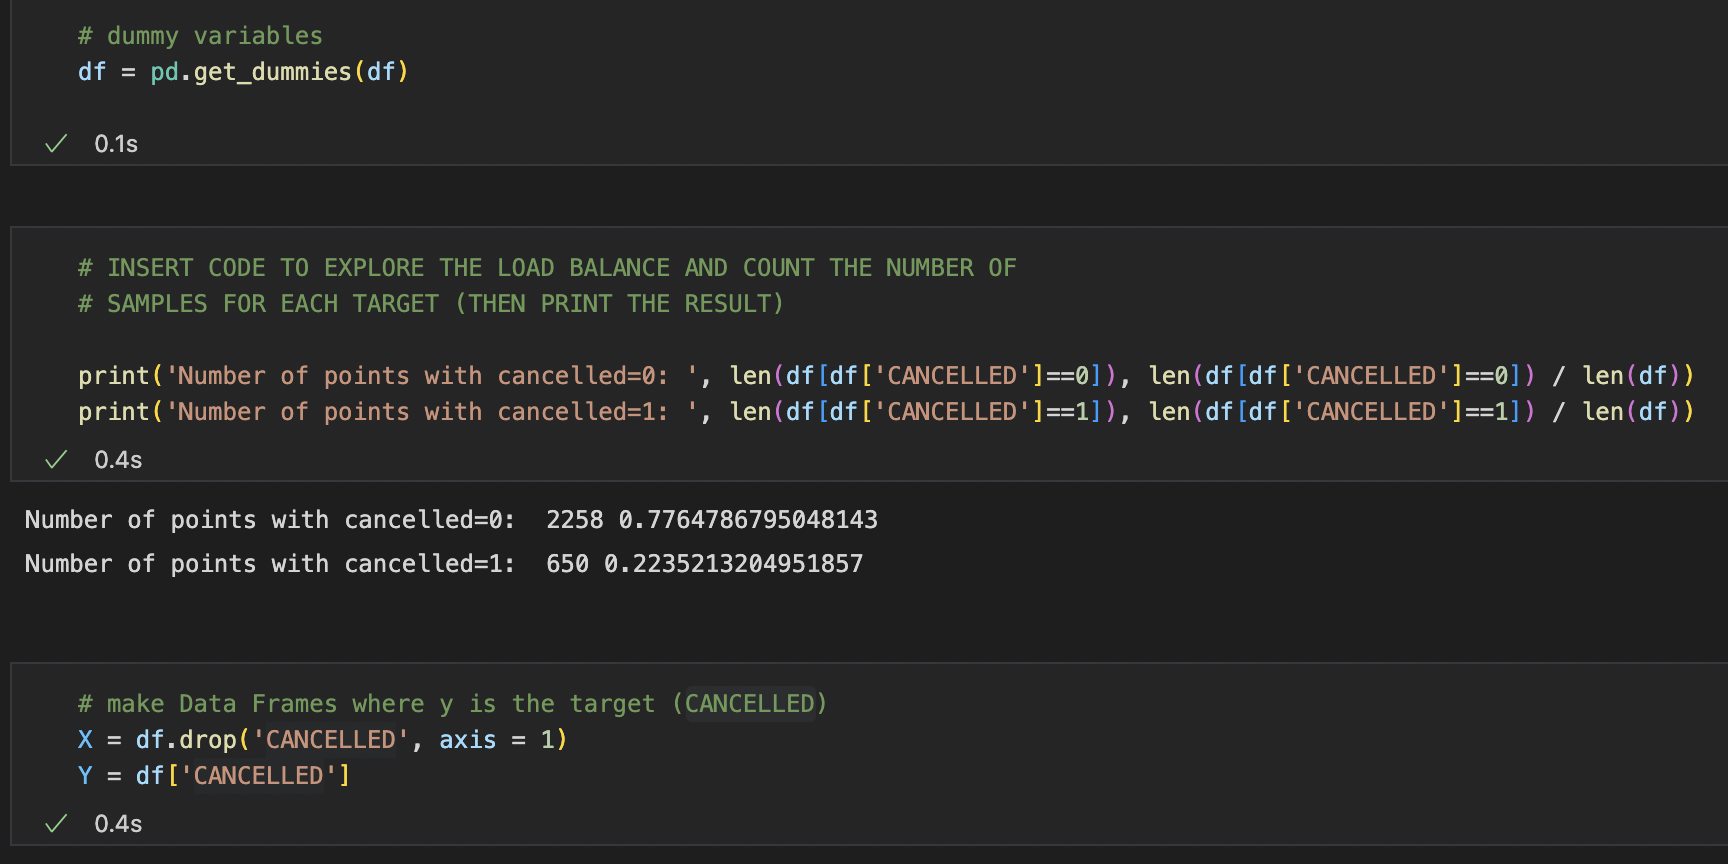 # dummy variables
df = pd.get_dummies(df)
0.1s
# INSERT CODE TO EXPLORE THE LOAD BALANCE AND COUNT THE NUMBER OF
# SAMPLES FOR EACH TARGET (THEN PRINT THE RESULT)
print('Number of points with cancelled=0: ', len(df[df['CANCELLED']==0]), len(df[df['CANCELLED']==0]) / len(df))
print('Number of points with cancelled=1: ', len(df[df['CANCELLED']==1]), len(df[df['CANCELLED']==1]) / len(df))
0.4s
Number of points with cancelled=0:  2258 0.7764786795048143
Number of points with cancelled=1:  650 0.2235213204951857
# make Data Frames where y is the target (CANCELLED)
X = df.drop('CANCELLED', axis = 1)
Y = df['CANCELLED']
0.4s